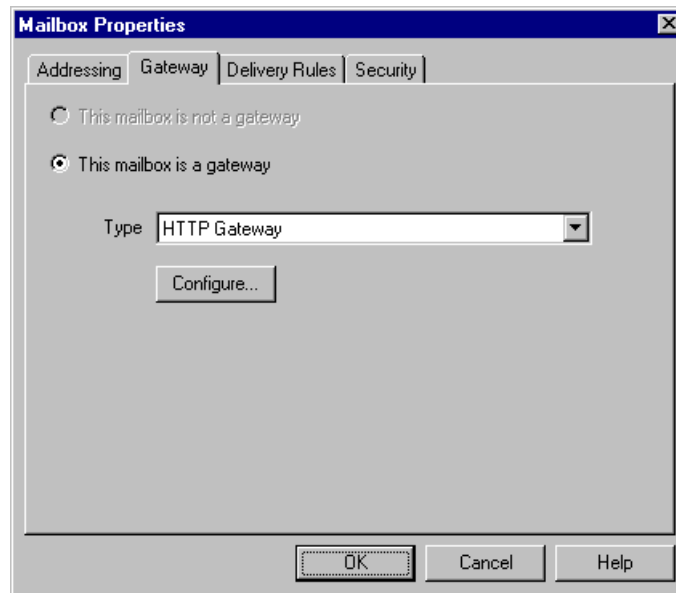 Mailbox Properties
Addressing Gateway Delivery Rules Security
This mailbox is not a gateway
This mailbox is a gateway
Type HTTP Gateway
Configure...
OK Cancel Help